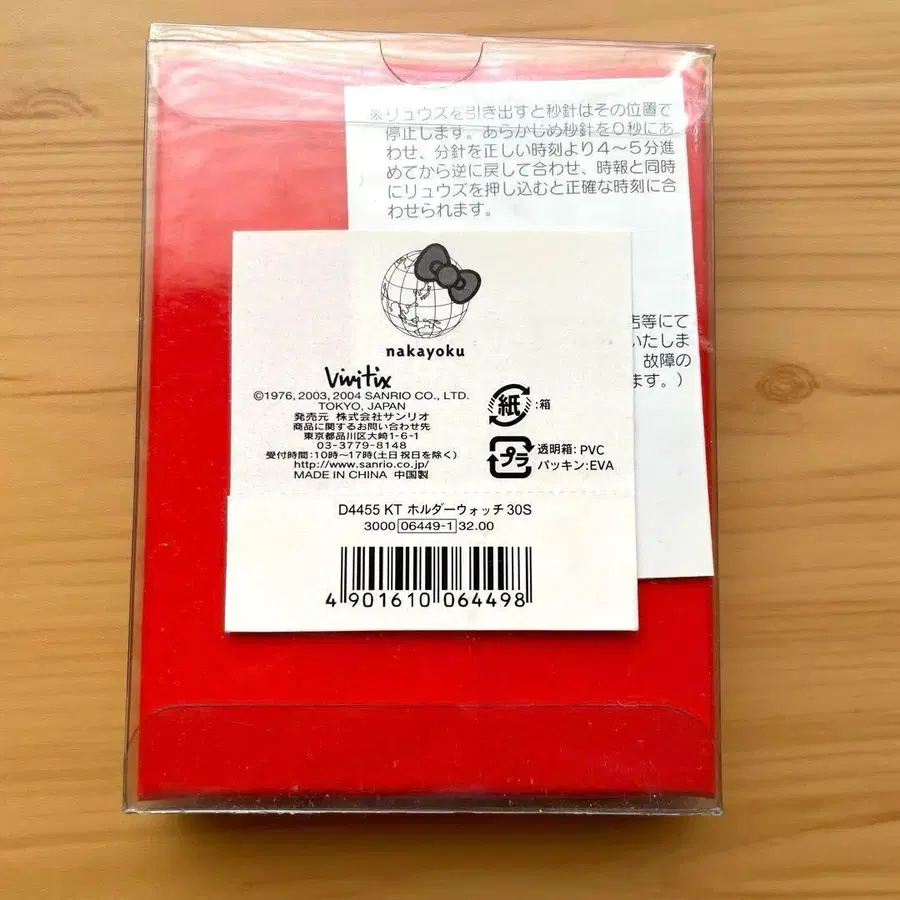 ※リュウズを引き出すと秒針はその位置で
停止します。あらかじめ秒針を0秒にあ
わせ、分針を正しい時刻より4～5分進
めてから逆に戻して合わせ、時報と同時
にリュウズを押し込むと正確な時刻に合
わせられます。
店等にて
いたしま
故障の
ます。）
nakayoku
Vivitix
©1976, 2003, 2004 SANRIO CO., LTD.
TOKYO, JAPAN
発売元 株式会社サンリオ
商品に関するお問い合わせ先
東京都品川区大崎1-6-1
03-3779-8148
受付時間:10時～17時(土日祝日を除く)
http://www.sanrio.co.jp/
MADE IN CHINA 中国製
紙 :箱
プラ 透明箱: PVC
パッキン:EVA
D4455 KT ホルダーウォッチ 30S
3000 06449-1 32.00
4 901610 064498